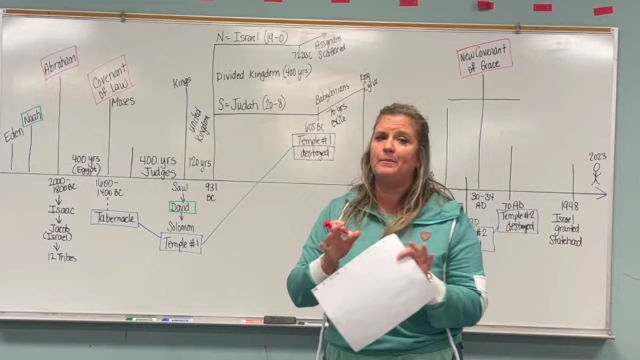 N = Israel (19-0)
722BC
Assyrian
Scattered
Divided Kingdom (400 yrs)
S = Judah (20-8)
Babylonians
70 yrs
exile
605 BC
Temple #1
destroyed
Eden
Noah
Abraham
Covenant
of Law
Moses
Kings
United
Kingdom
New Covenant
of Grace
400 yrs
(Egypt)
400 yrs
Judges
120 yrs
2000-
1800 BC
Isaac
Jacob
(Israel)
12 Tribes
1600-
1400 BC
Tabernacle
Saul
David
Solomon
Temple #1
931
BC
30-34
AD
#2
70 AD
Temple #2
destroyed
1948
Israel
granted
Statehood
2023